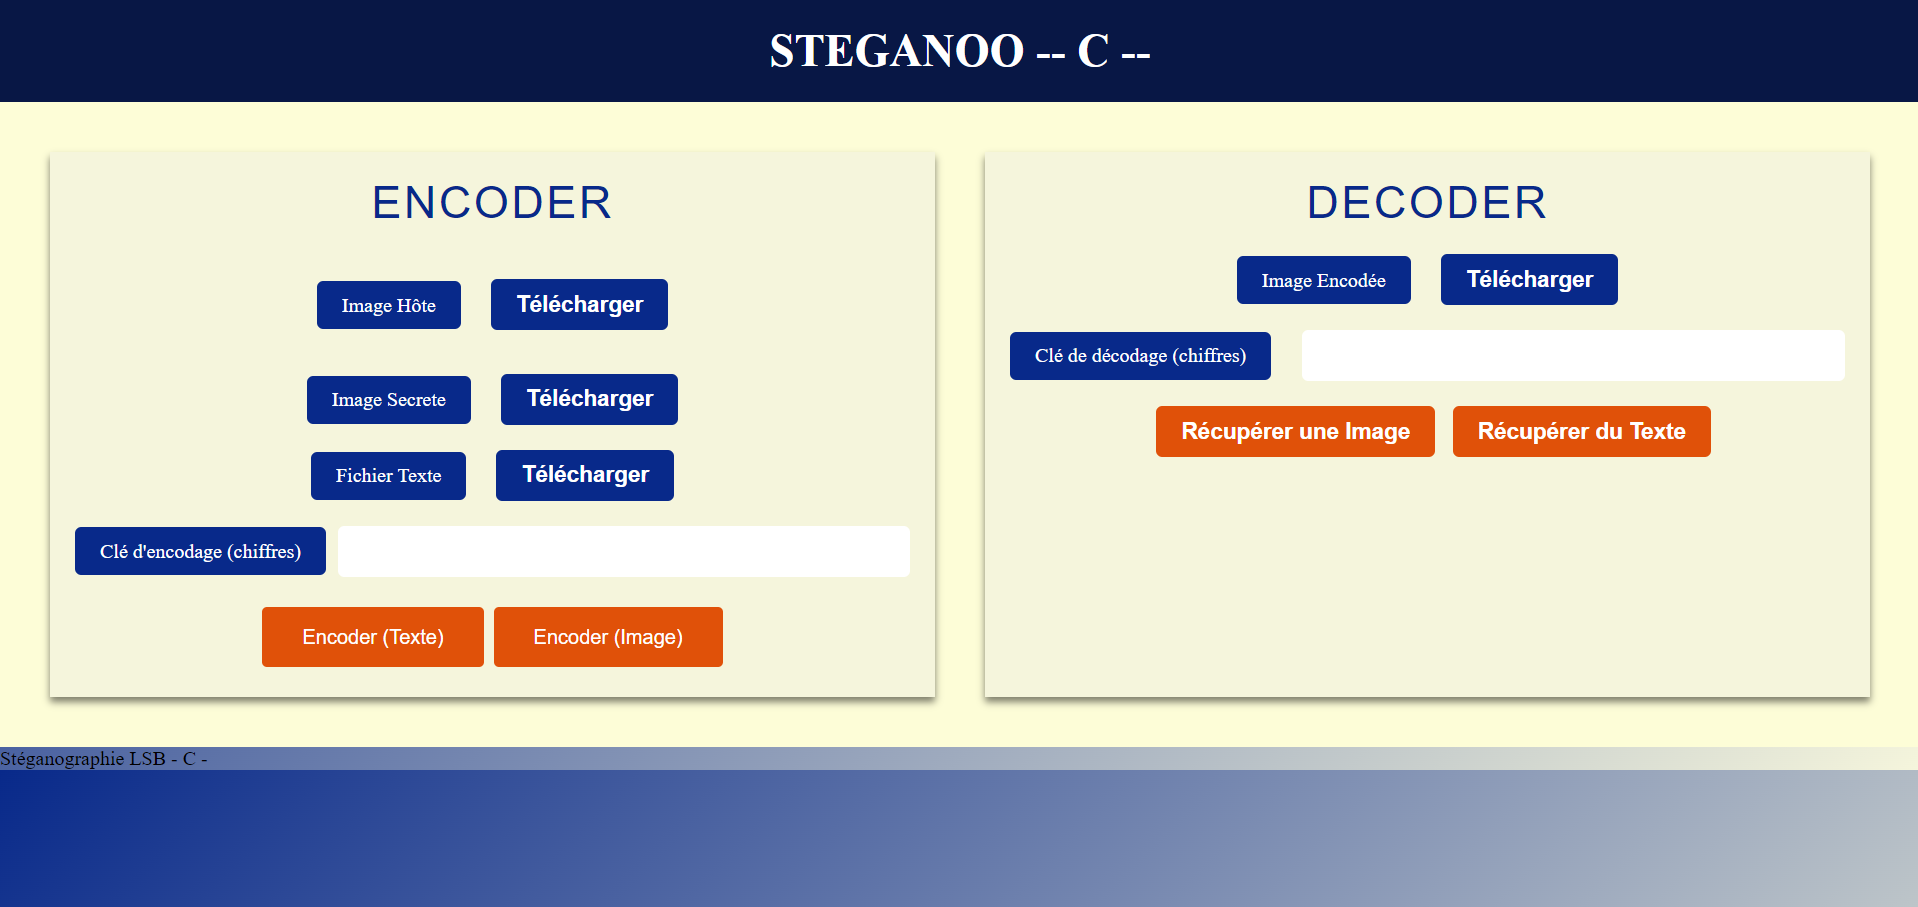 STEGANOO -- C --
ENCODER
Image Hôte
Télécharger
Image Secrete
Télécharger
Fichier Texte
Télécharger
Clé d'encodage (chiffres)
Encoder (Texte)
Encoder (Image)
DECODER
Image Encodée
Télécharger
Clé de décodage (chiffres)
Récupérer une Image
Récupérer du Texte
Stéganographie LSB - C -